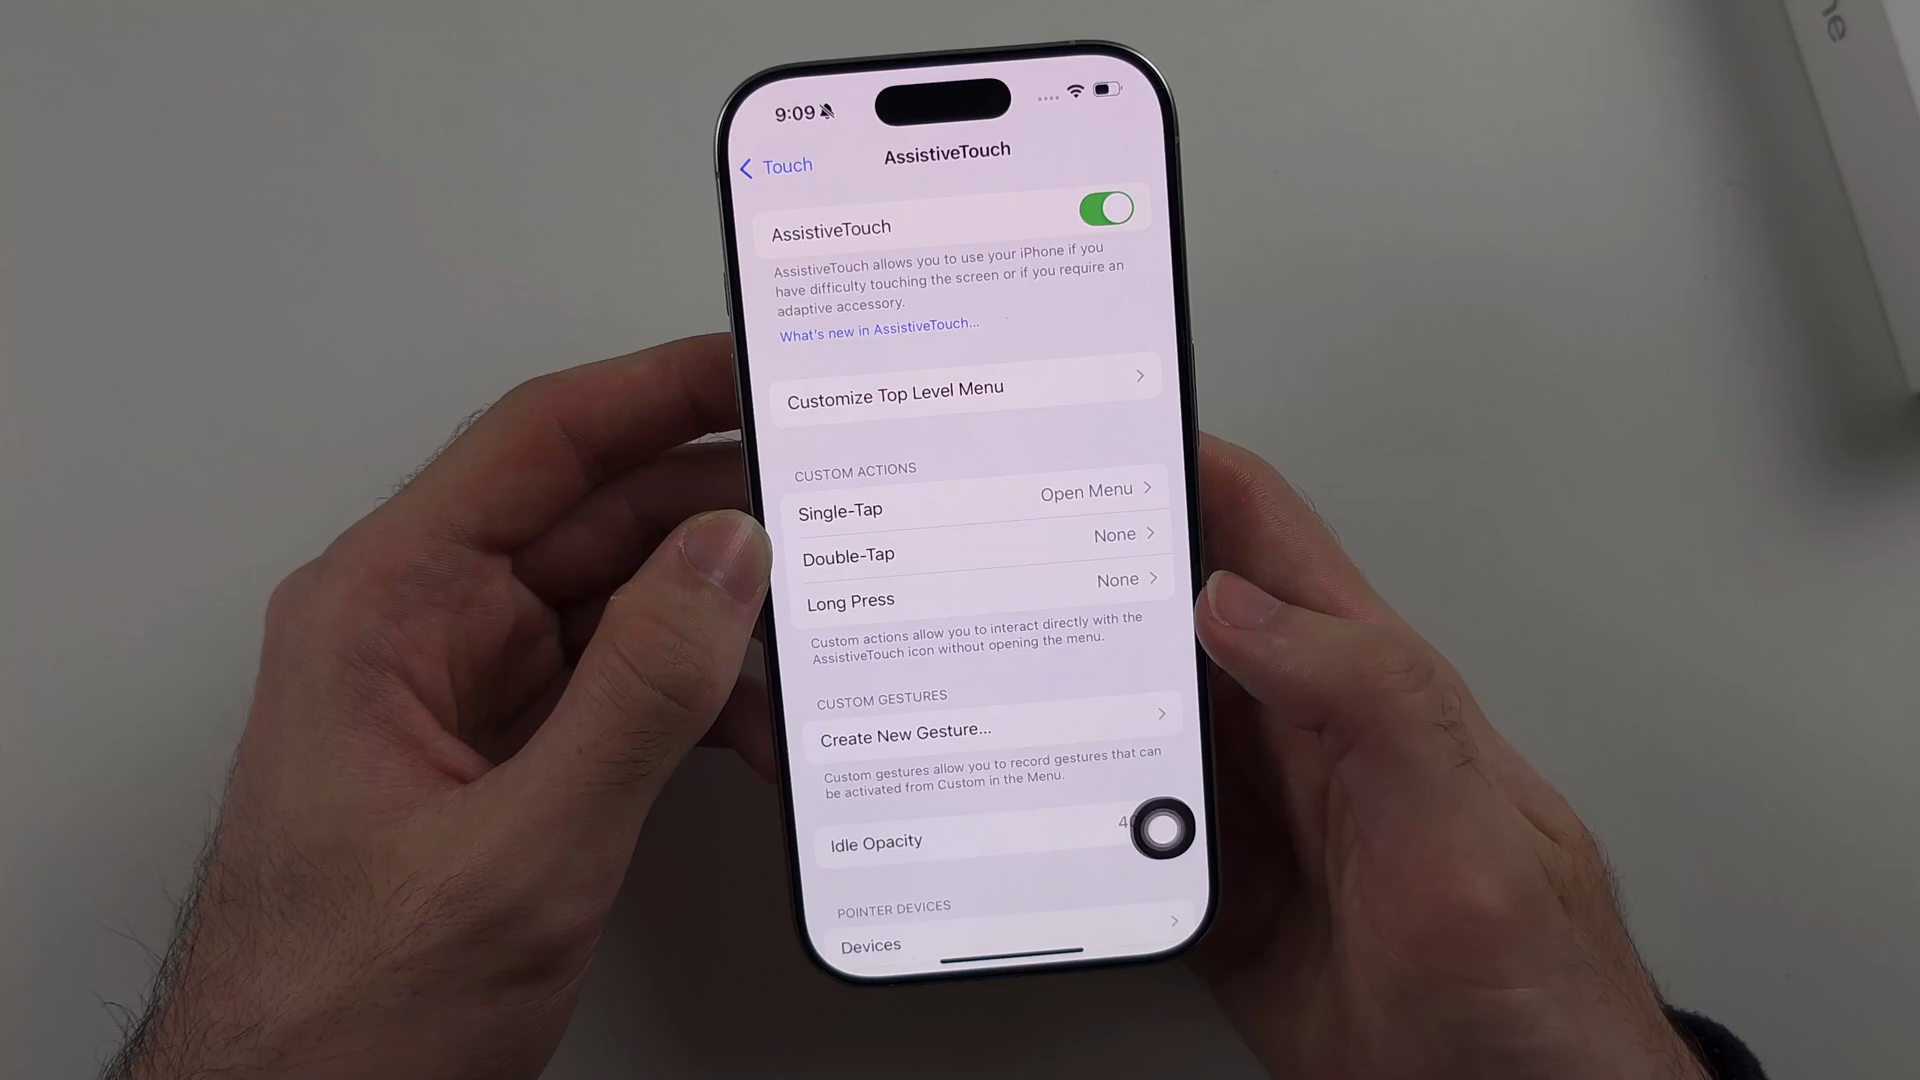 9:09
Touch
AssistiveTouch
AssistiveTouch
AssistiveTouch allows you to use your iPhone if you
have difficulty touching the screen or if you require an
adaptive accessory.
What's new in AssistiveTouch...
Customize Top Level Menu
CUSTOM ACTIONS
Single-Tap Open Menu
Double-Tap None
Long Press None
Custom actions allow you to interact directly with the
AssistiveTouch icon without opening the menu.
CUSTOM GESTURES
Create New Gesture...
Custom gestures allow you to record gestures that can
be activated from Custom in the Menu.
Idle Opacity
POINTER DEVICES
Devices